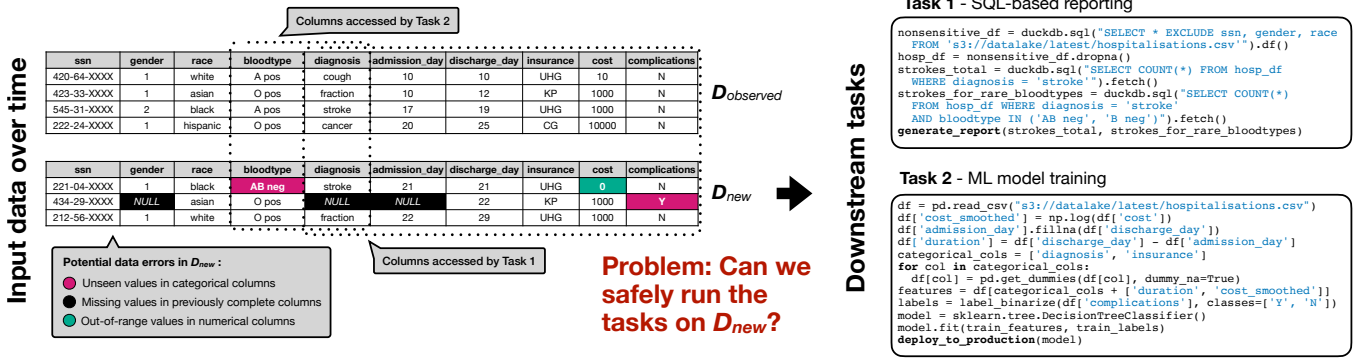 Input data over time
Columns accessed by Task 2
ssn gender race bloodtype diagnosis admission_day discharge_day insurance cost complications
420-64-XXXX 1 white A pos cough 10 10 UHG 10 N
423-33-XXXX 1 asian O pos fraction 10 12 KP 1000 N
545-31-XXXX 2 black A pos stroke 17 19 UHG 1000 N
222-24-XXXX 1 hispanic O pos cancer 20 25 CG 10000 N
Dobserved
ssn gender race bloodtype diagnosis admission_day discharge_day insurance cost complications
221-04-XXXX 1 black AB neg stroke 21 21 UHG 0 N
434-29-XXXX NULL asian O pos NULL NULL 22 KP 1000 Y
212-56-XXXX 1 white O pos fraction 22 29 UHG 1000 N
Dnew
Potential data errors in Dnew :
Unseen values in categorical columns
Missing values in previously complete columns
Out-of-range values in numerical columns
Columns accessed by Task 1
Problem: Can we
safely run the
tasks on Dnew?
Downstream tasks
Task 1 - SQL-based reporting
nonsensitive_df = duckdb.sql("SELECT * EXCLUDE ssn, gender, race
FROM 's3://datalake/latest/hospitalisations.csv'").df()
hosp_df = nonsensitive_df.dropna()
strokes_total = duckdb.sql("SELECT COUNT(*) FROM hosp_df
WHERE diagnosis = 'stroke'").fetch()
strokes_for_rare_bloodtypes = duckdb.sql("SELECT COUNT(*)
FROM hosp_df WHERE diagnosis = 'stroke'
AND bloodtype IN ('AB neg', 'B neg')").fetch()
generate_report(strokes_total, strokes_for_rare_bloodtypes)
Task 2 - ML model training
df = pd.read_csv("s3://datalake/latest/hospitalisations.csv")
df['cost_smoothed'] = np.log(df['cost'])
df['admission_day'].fillna(df['discharge_day'])
df['duration'] = df['discharge_day'] - df['admission_day']
categorical_cols = ['diagnosis', 'insurance']
for col in categorical_cols:
df[col] = pd.get_dummies(df[col], dummy_na=True)
features = df[categorical_cols + ['duration', 'cost_smoothed']]
labels = label_binarize(df['complications'], classes=['Y', 'N'])
model = sklearn.tree.DecisionTreeClassifier()
model.fit(train_features, train_labels)
deploy_to_production(model)